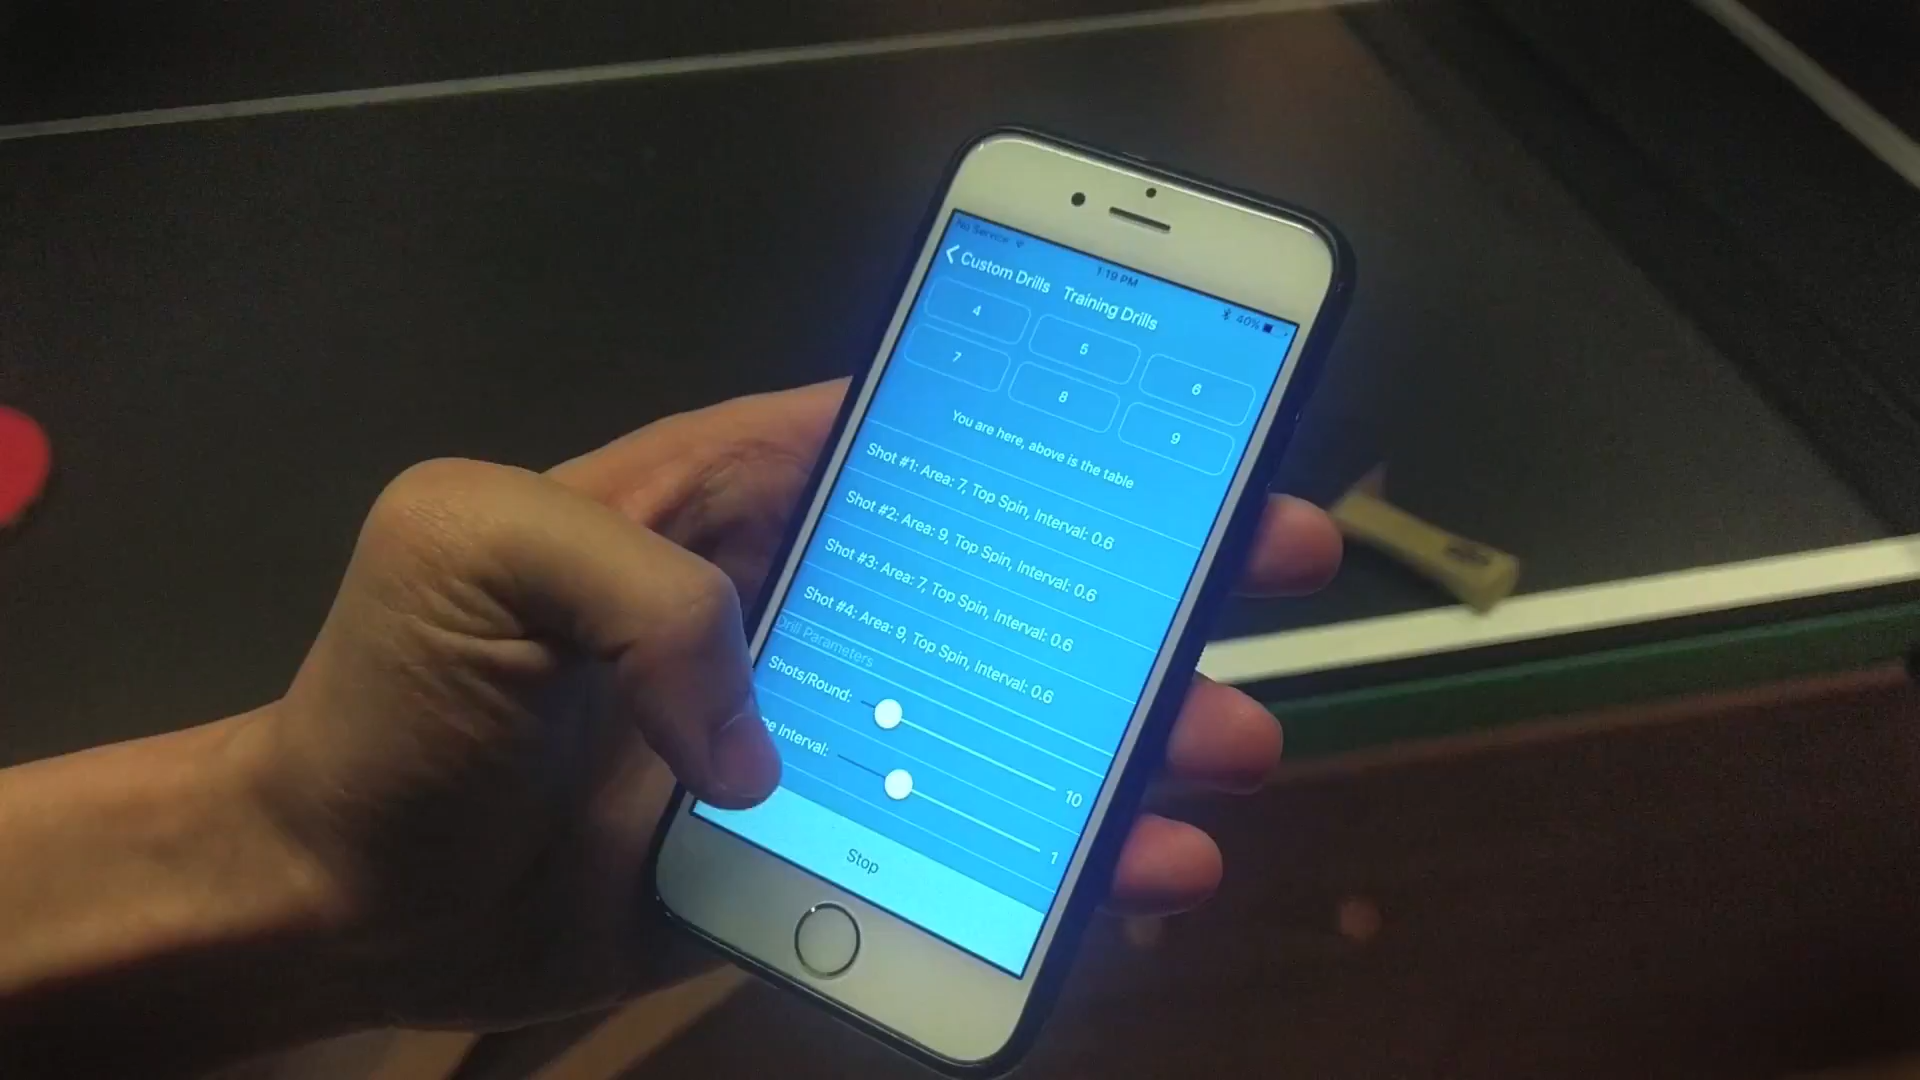 No Service
1:19 PM
40%
Custom Drills
Training Drills
4
5
6
7
8
9
You are here, above is the table
Shot #1: Area: 7, Top Spin, Interval: 0.6
Shot #2: Area: 9, Top Spin, Interval: 0.6
Shot #3: Area: 7, Top Spin, Interval: 0.6
Shot #4: Area: 9, Top Spin, Interval: 0.6
Drill Parameters
Shots/Round:
10
me Interval:
1
Stop